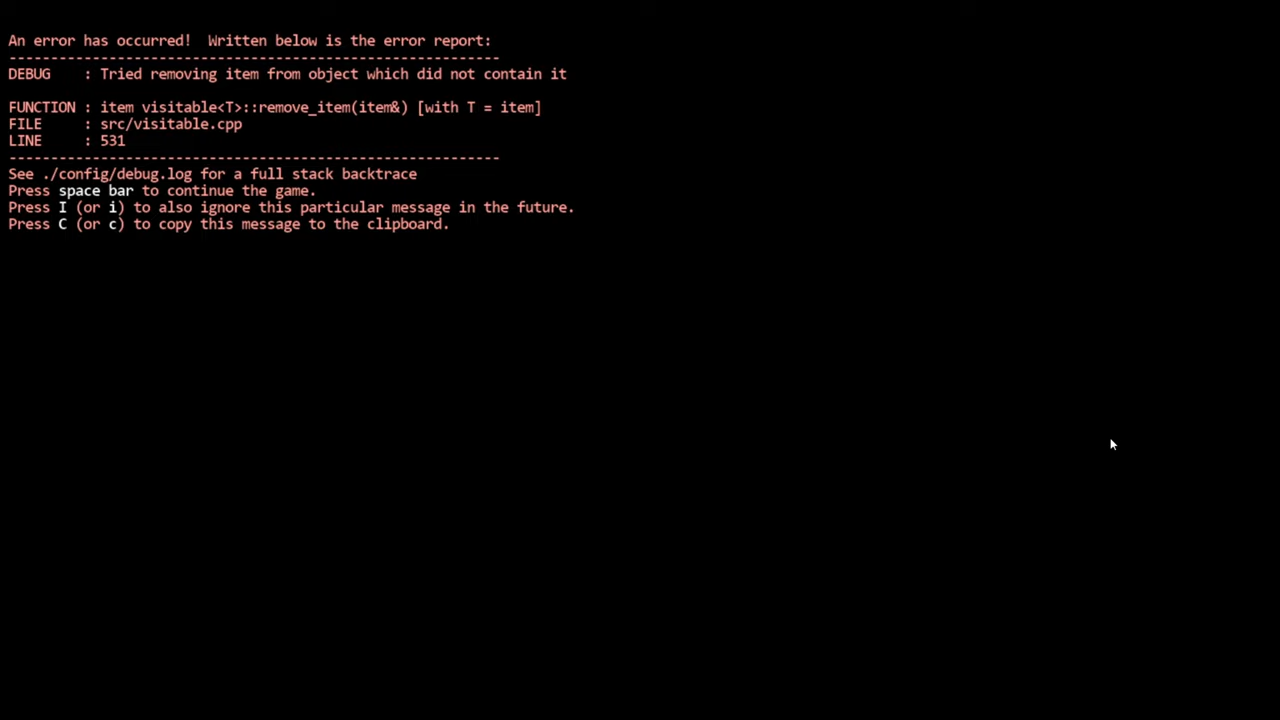 An error has occurred!  Written below is the error report:
-----------------------------------------------------------
DEBUG    : Tried removing item from object which did not contain it
FUNCTION : item visitable<T>::remove_item(item&) [with T = item]
FILE     : src/visitable.cpp
LINE     : 531
-----------------------------------------------------------
See ./config/debug.log for a full stack backtrace
Press space bar to continue the game.
Press I (or i) to also ignore this particular message in the future.
Press C (or c) to copy this message to the clipboard.